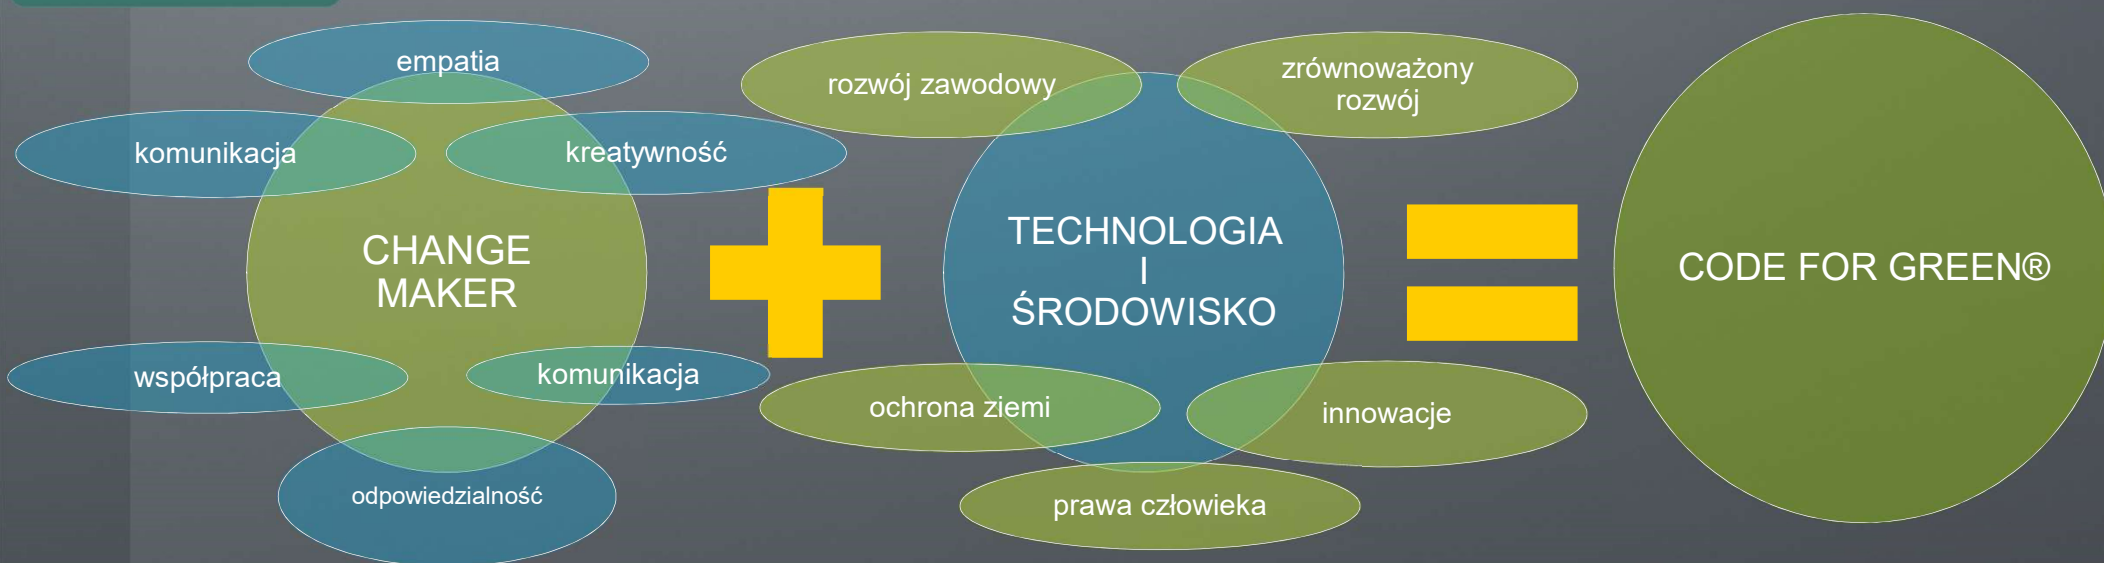 empatia
komunikacja
kreatywność
CHANGE
MAKER
współpraca
komunikacja
odpowiedzialność
rozwój zawodowy
zrównoważony
rozwój
TECHNOLOGIA
I
ŚRODOWISKO
ochrona ziemi
innowacje
prawa człowieka
CODE FOR GREEN®